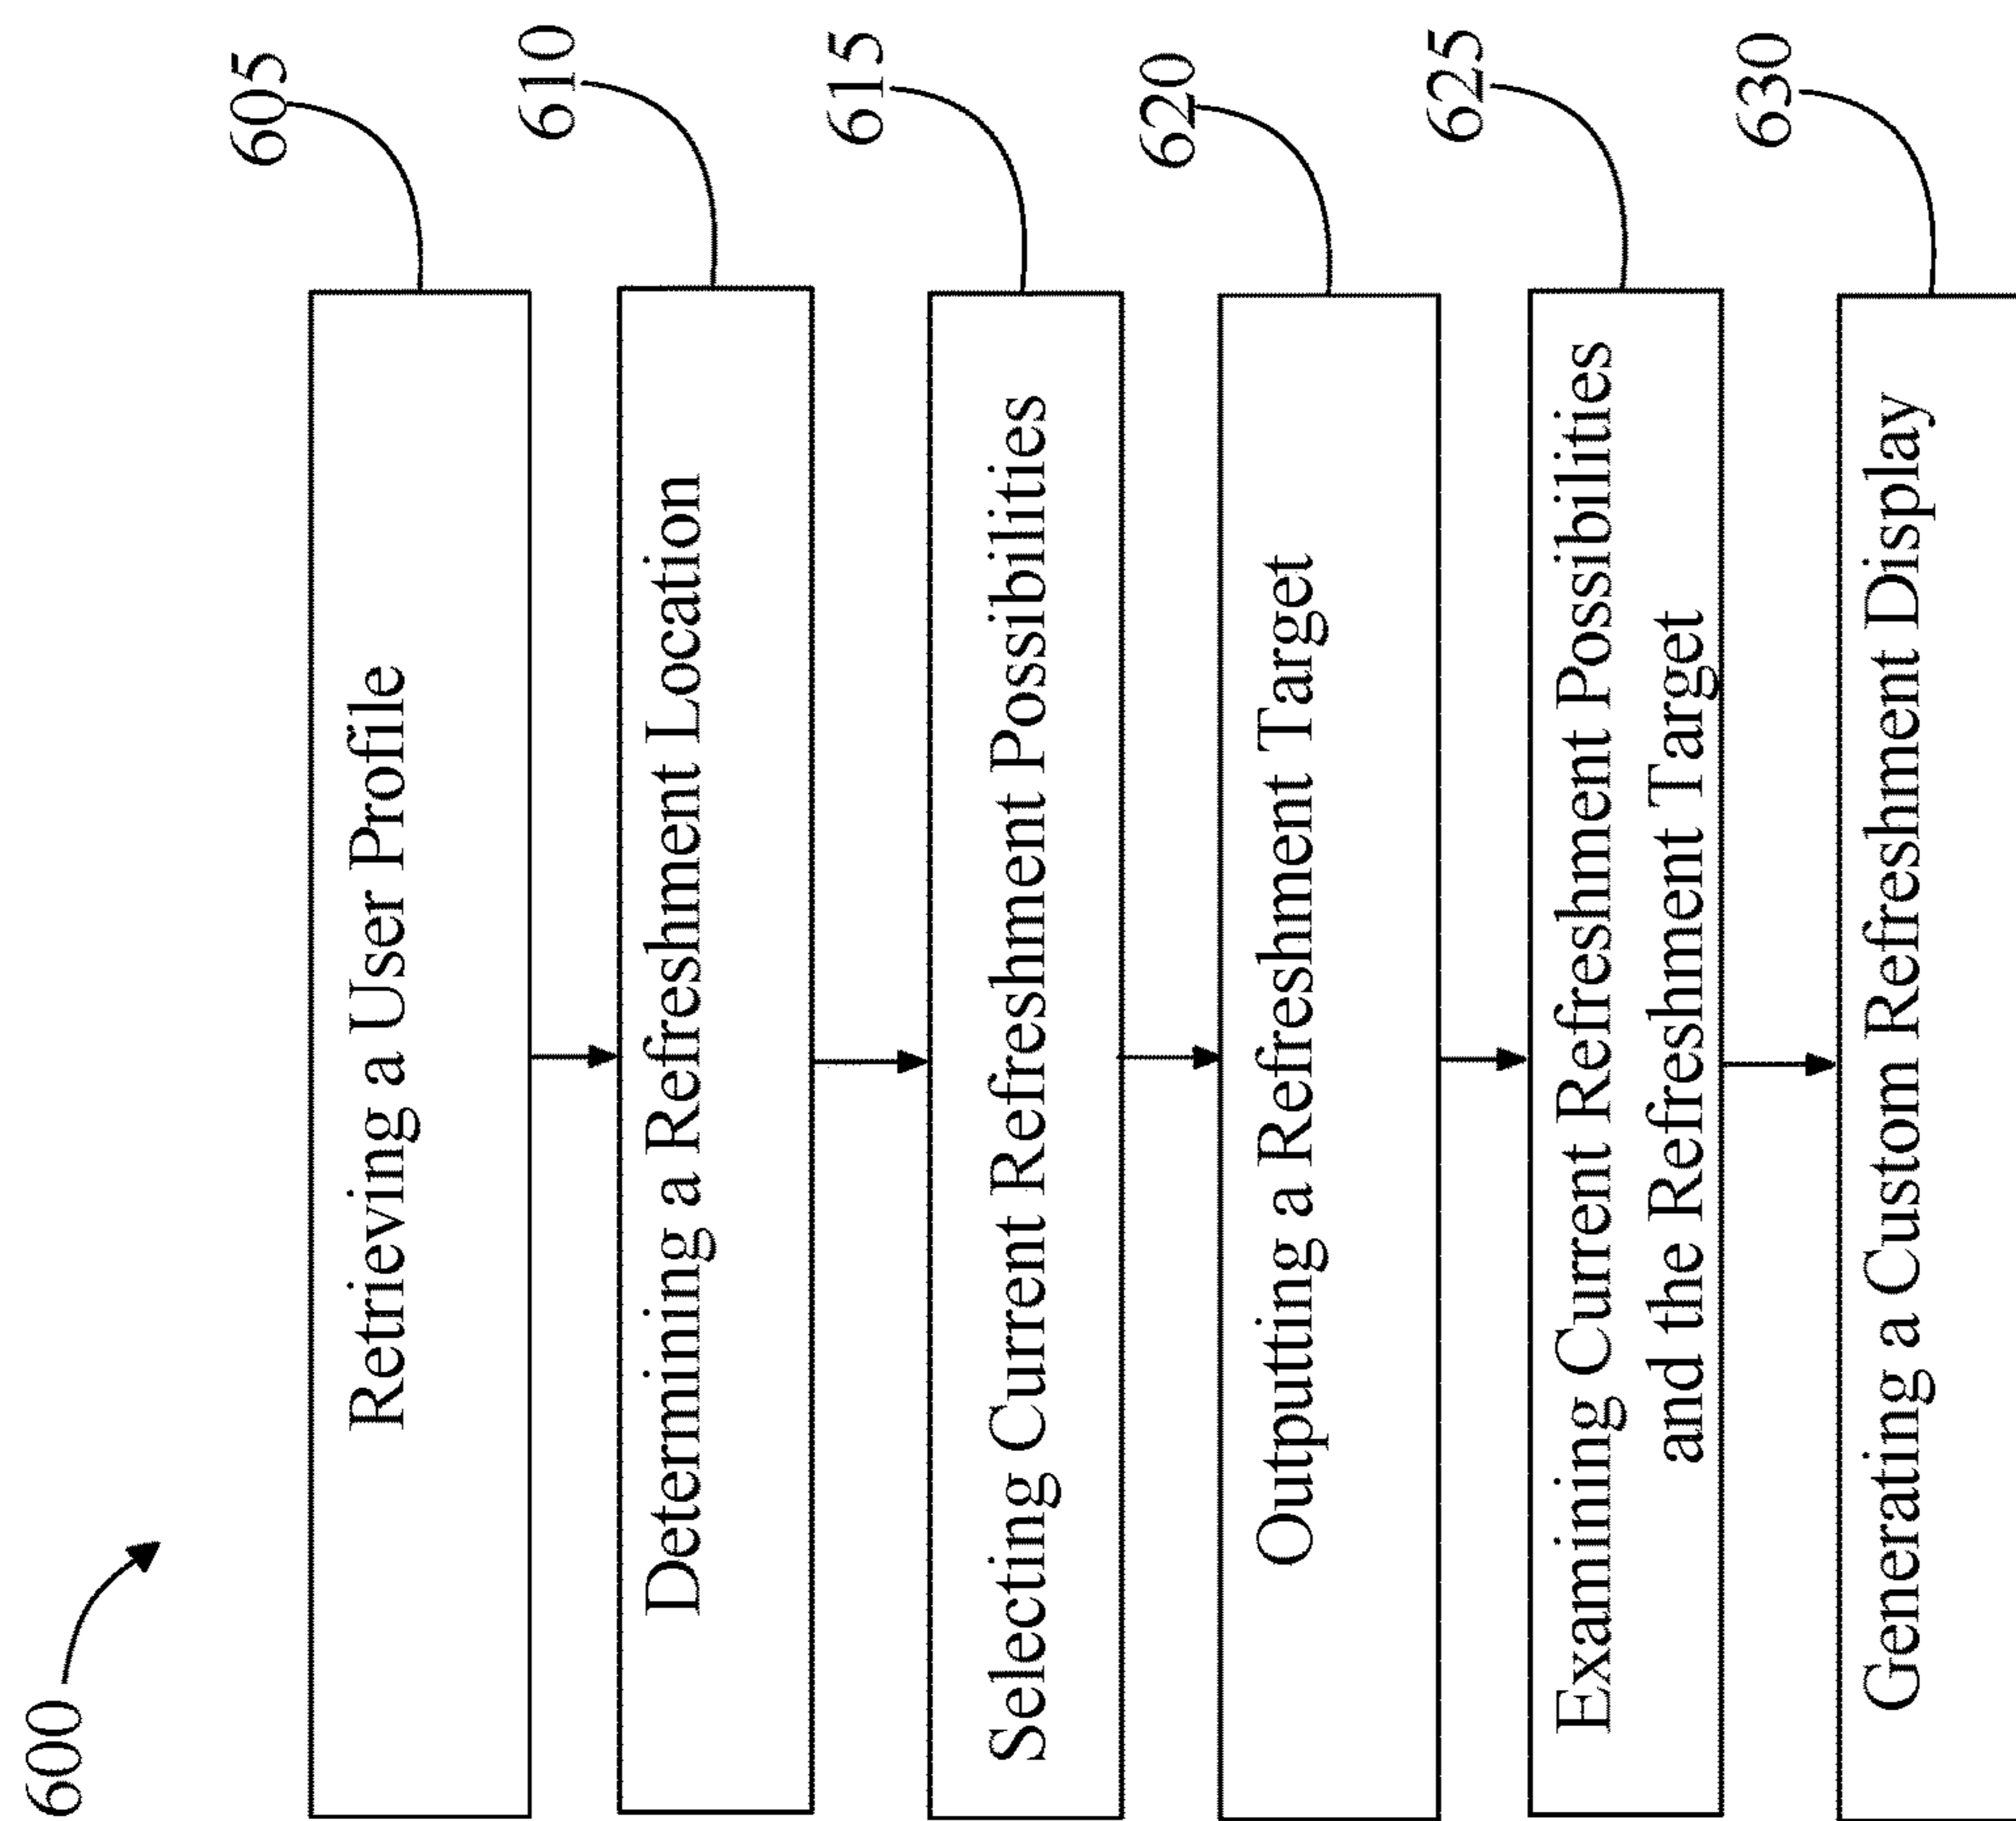 600
605
Retrieving a User Profile
610
Determining a Refreshment Location
615
Selecting Current Refreshment Possibilities
620
Outputting a Refreshment Target
625
Examining Current Refreshment Possibilities
and the Refreshment Target
630
Generating a Custom Refreshment Display